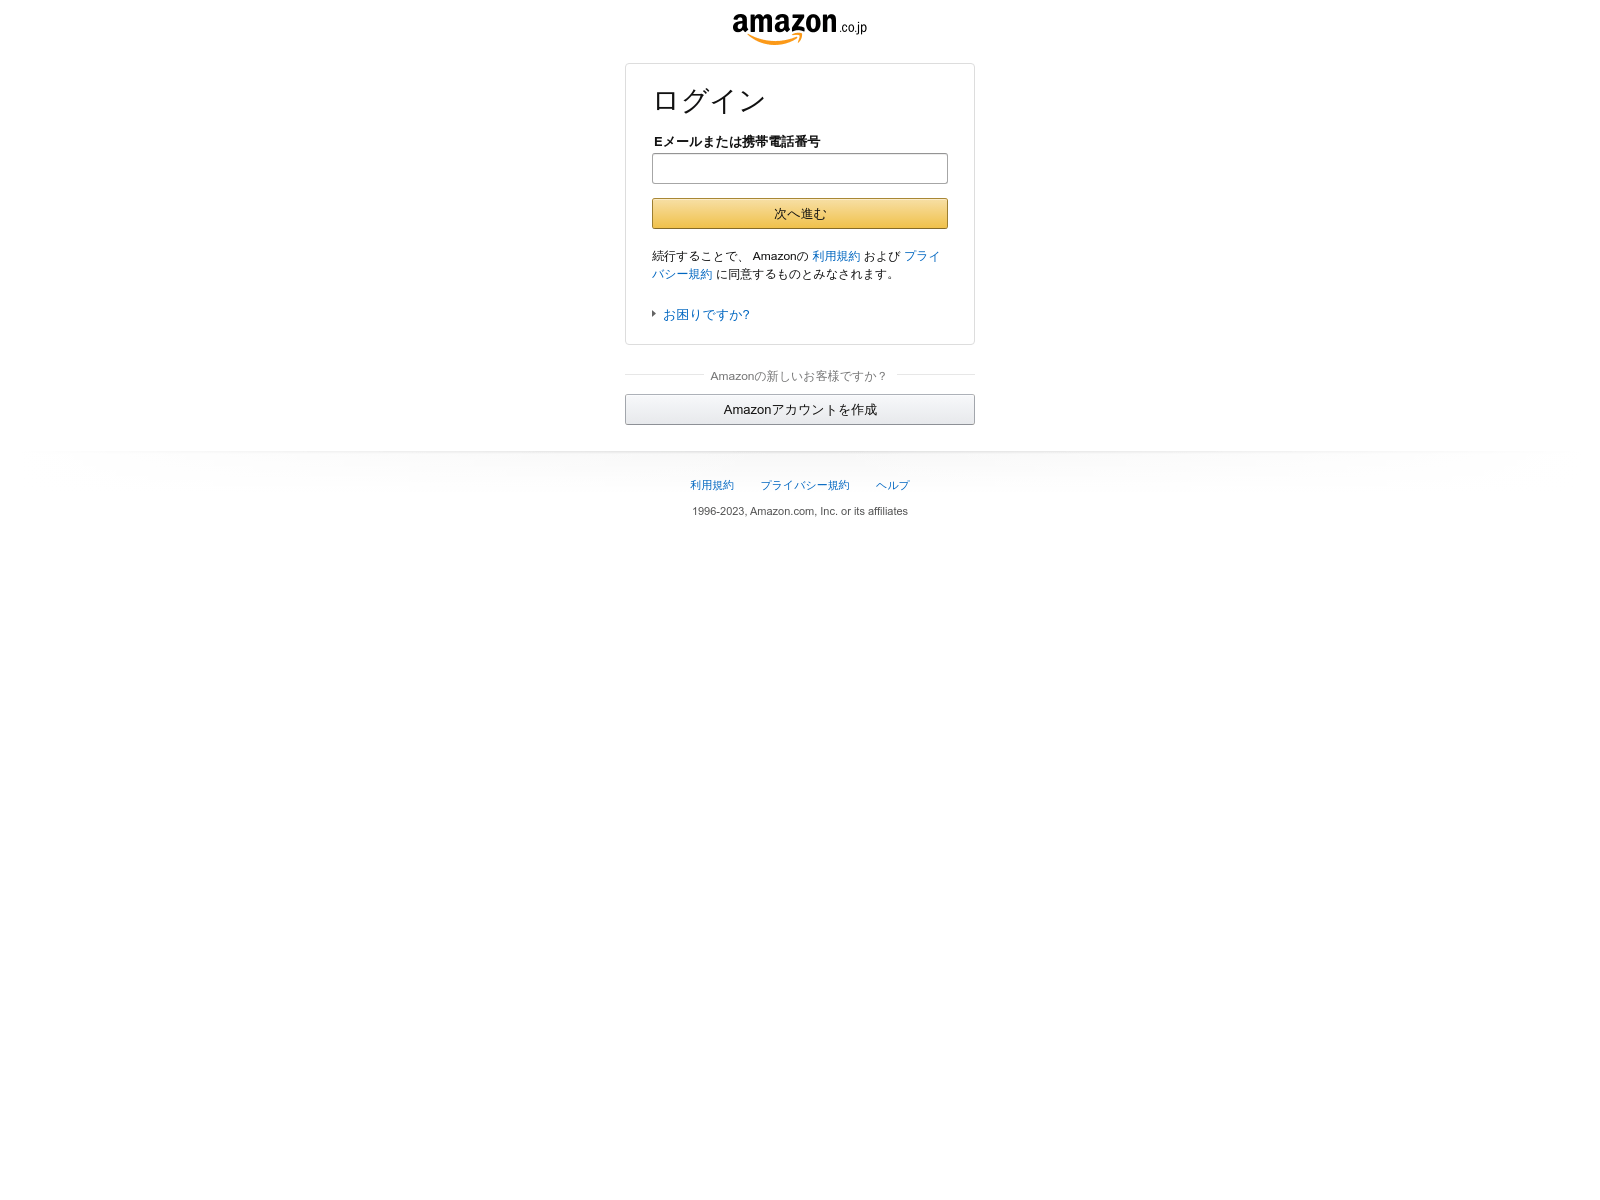 amazon.co.jp
ログイン
Eメールまたは携帯電話番号
次へ進む
続行することで、 Amazonの 利用規約 および プライ
バシー規約 に同意するものとみなされます。
お困りですか?
Amazonの新しいお客様ですか？
Amazonアカウントを作成
利用規約 プライバシー規約 ヘルプ
1996-2023, Amazon.com, Inc. or its affiliates